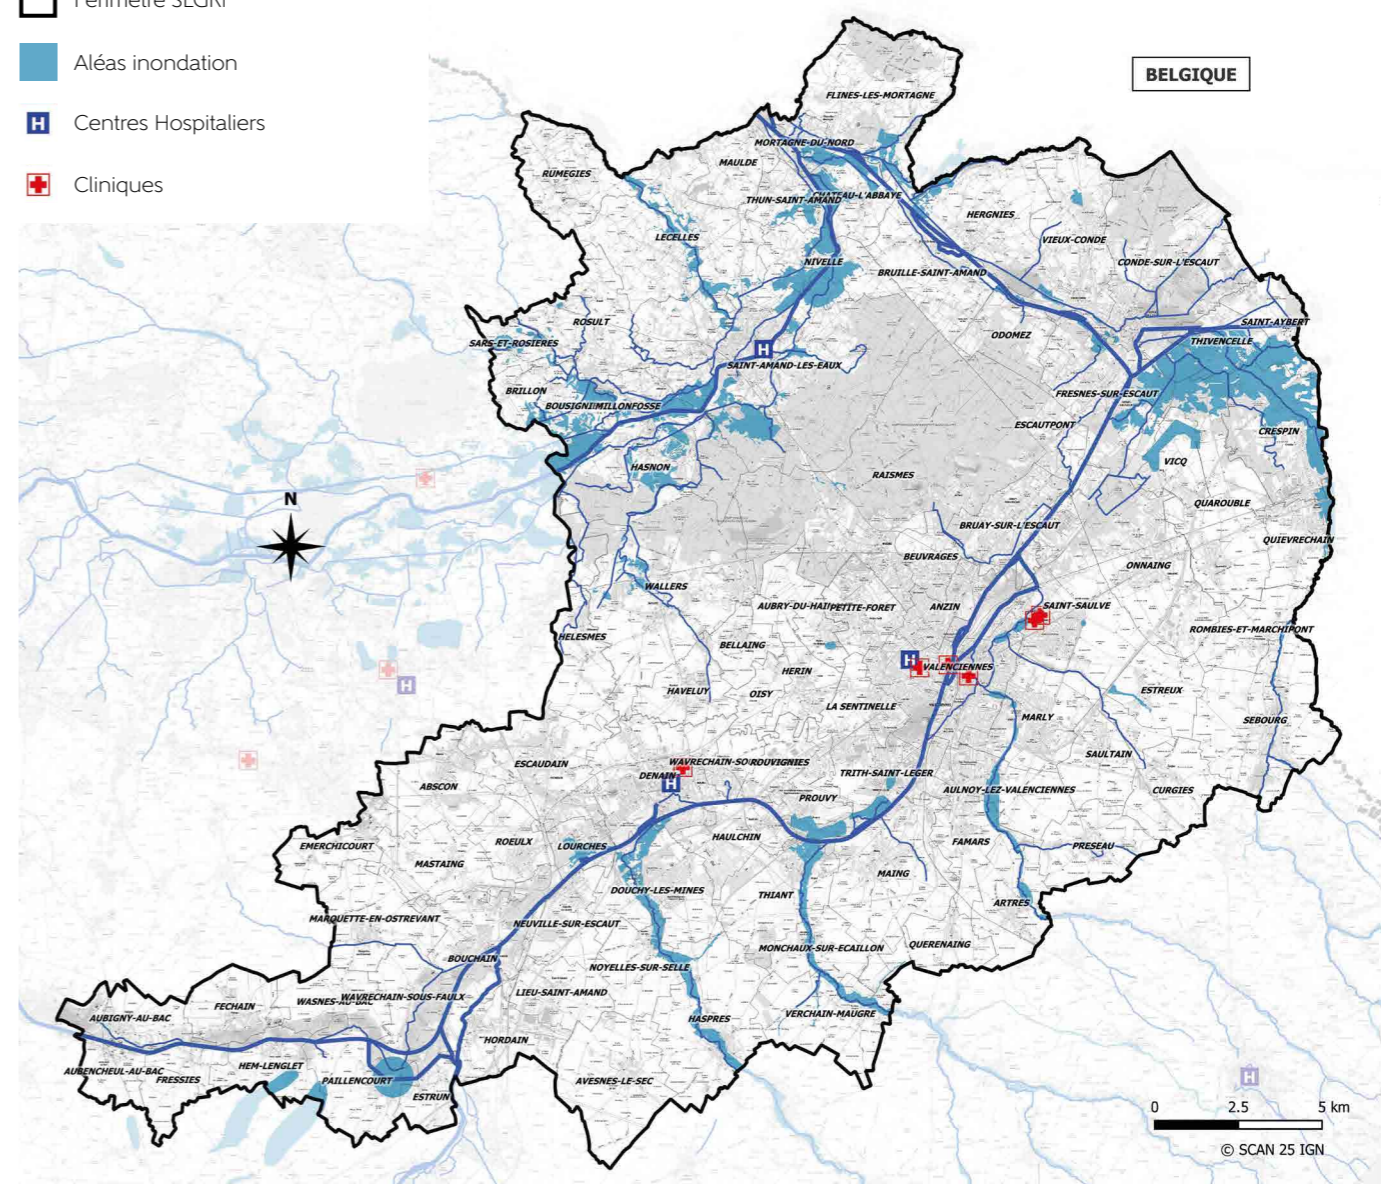 Périmètre SLGRI
Aléas inondation
H
Centres Hospitaliers
Cliniques
BELGIQUE
FLINES-LES-MORTAGNE
MORTAGNE-DU-NORD
MAULDE
RUMEGIES
CHATEAU-L'ABBAYE
THUN-SAINT-AMAND
HERGNIES
LECELLES
VIEUX-CONDE
NIVELLE
CONDE-SUR-L'ESCAUT
BRUILLE-SAINT-AMAND
ROSULT
SAINT-AYBERT
ODOMEZ
SARS-ET-ROSIERES
THIVENCELLE
H
SAINT-AMAND-LES-EAUX
BRILLON
FRESNES-SUR-ESCAUT
BOUSIGNI
MILLONFOSSE
ESCAUTPONT
CRESPIN
VICQ
HASNON
RAISMES
N
QUAROUBLE
BRUAY-SUR-L'ESCAUT
QUIEVRECHAIN
BEUVRAGES
ONNAING
WALLERS
AUBRY-DU-HAIN
PETITE-FORET
ANZIN
SAINT-SAULVE
ROMBIES-ET-MARCHIPONT
HELESMES
BELLAING
H
VALENCIENNES
HERIN
H
HAVELUY
OISY
ESTREUX
LA SENTINELLE
MARLY
SEBOURG
SAULTAIN
ESCAUDAIN
WAVRECHAIN-SO
ROUVIGNIES
DENAIN
TRITH-SAINT-LEGER
H
ABSCON
AULNOY-LEZ-VALENCIENNES
CURGIES
PROUVY
HAULCHIN
EMERCHICOURT
ROEULX
LOURCHES
FAMARS
PRESEAU
MASTAING
MAING
DOUCHY-LES-MINES
THIANT
ARTRES
MARQUETTE-EN-OSTREVANT
NEUVILLE-SUR-ESCAUT
MONCHAUX-SUR-ECAILLON
QUERENAING
BOUCHAIN
NOYELLES-SUR-SELLE
LIEU-SAINT-AMAND
WASNES-AU-BAC
WAVRECHAIN-SOUS-FAULX
FECHAIN
AUBIGNY-AU-BAC
HASPRES
VERCHAIN-MAUGRE
HORDAIN
HEM-LENGLET
AUBENCHEUL-AU-BAC
FRESSIES
PAILLENCOURT
AVESNES-LE-SEC
ESTRUN
H
0 2.5 5 km
© SCAN 25 IGN